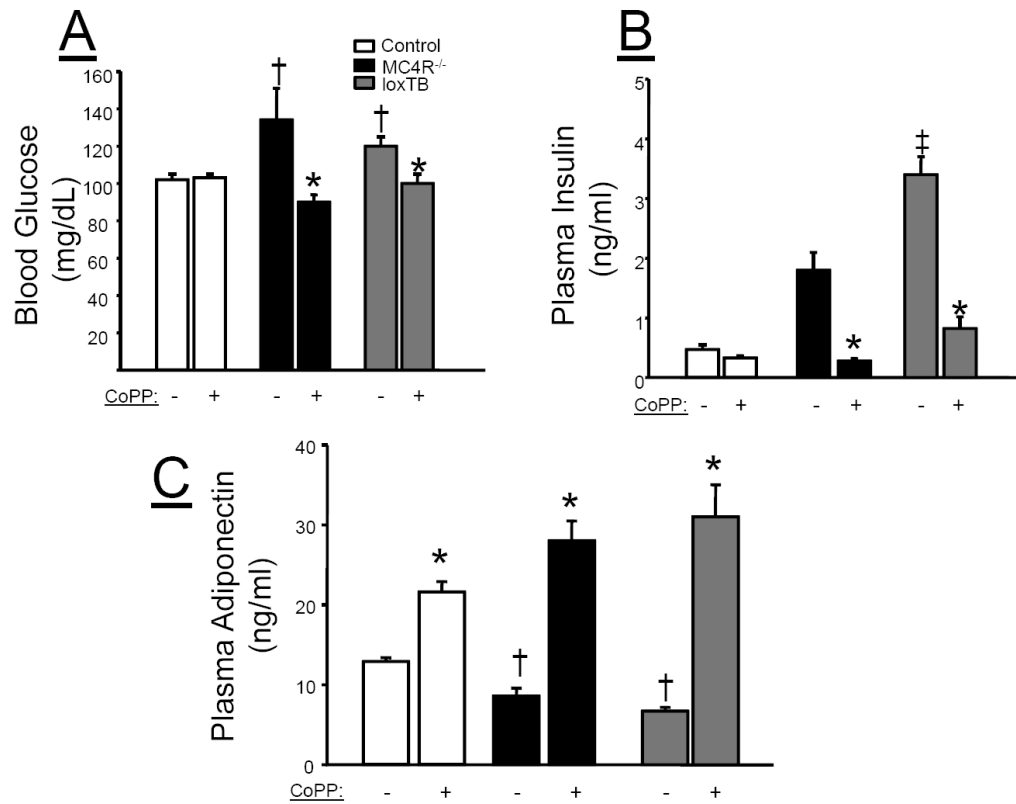 A
Control
MC4R-/-
loxTB
Blood Glucose
(mg/dL)
160
140
120
100
80
60
40
20
†
*
†
*
CoPP: - + - + - +
B
Plasma Insulin
(ng/ml)
5
4
3
2
1
0
*
‡
*
CoPP: - + - + - +
C
Plasma Adiponectin
(ng/ml)
40
30
20
10
0
*
†
*
†
*
CoPP: - + - + - +